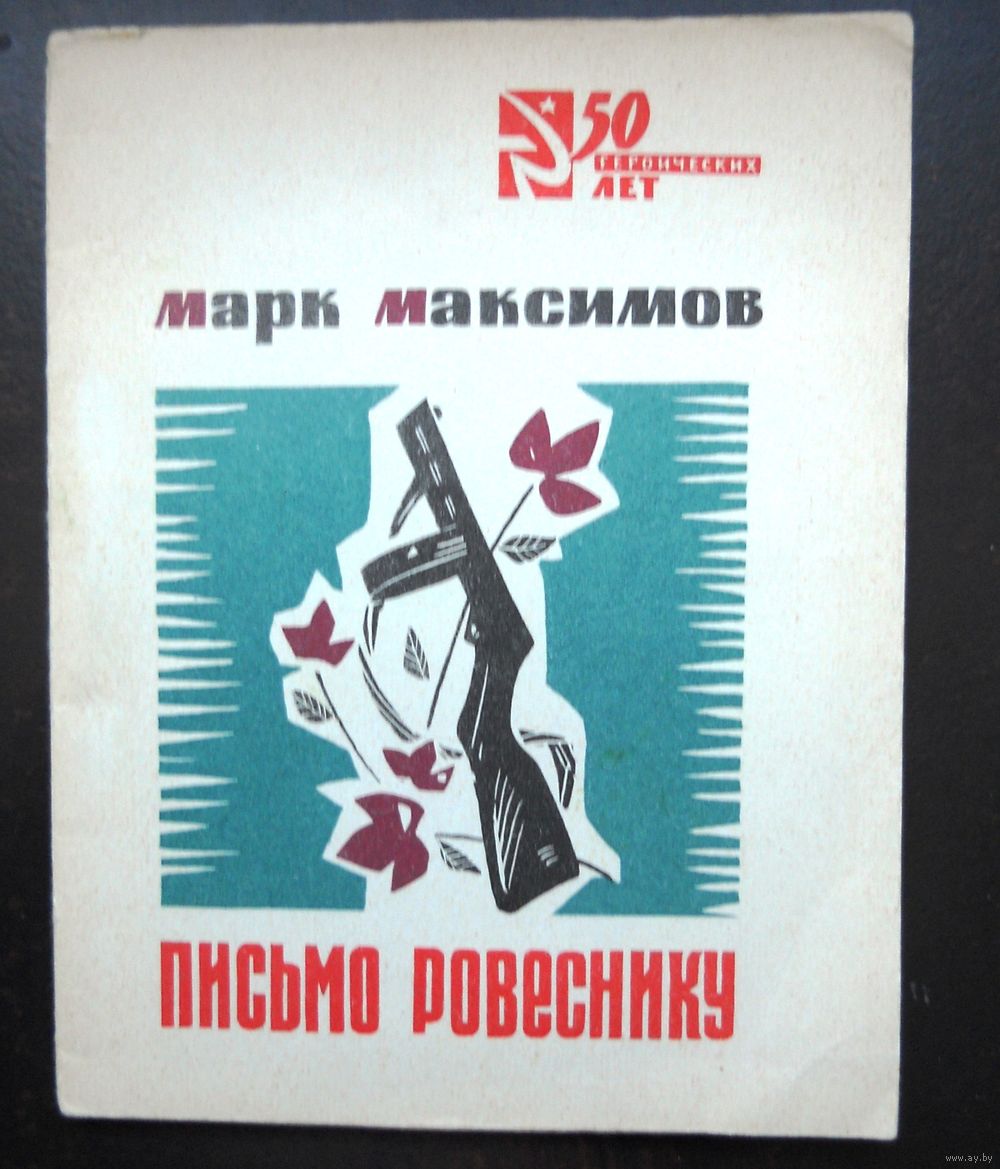 50
ГЕРОИЧЕСКИХ
ЛЕТ
марк максимов
письмо ровеснику
www.ay.by